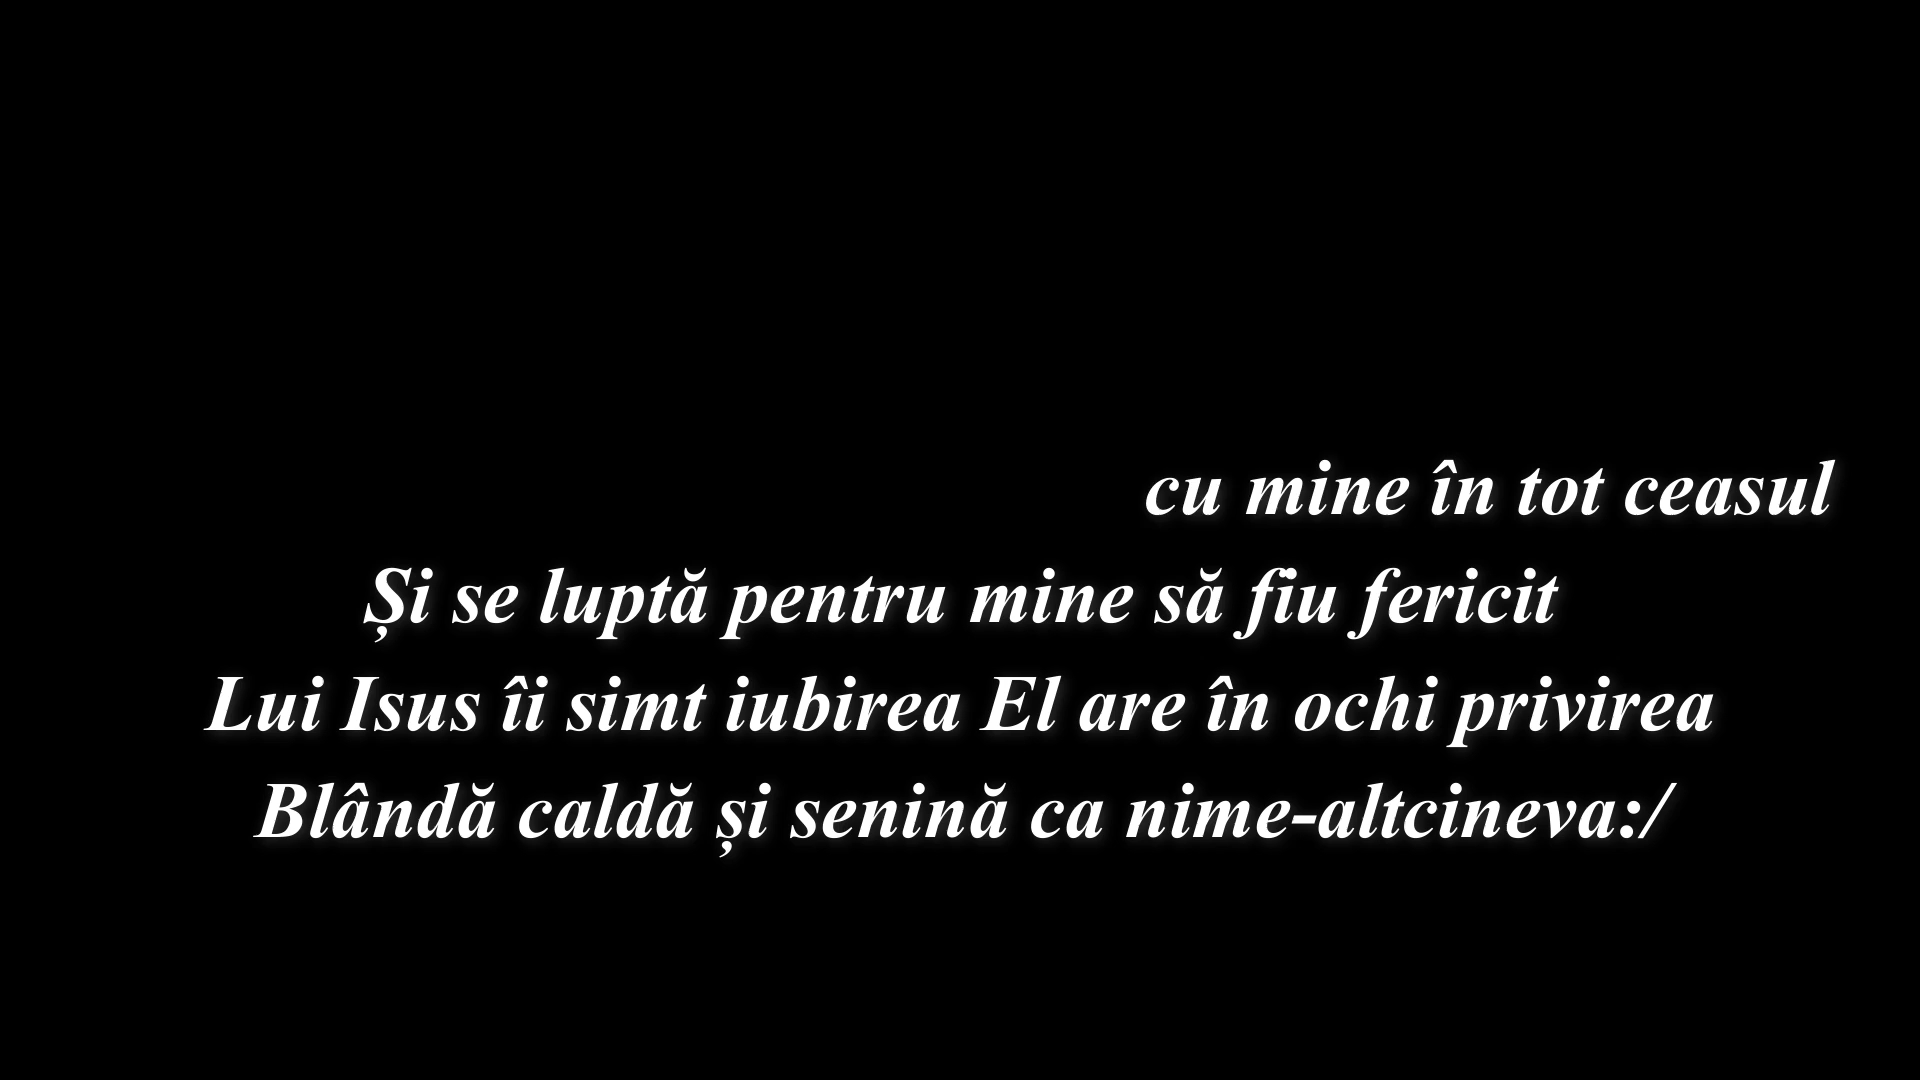 cu mine în tot ceasul
Și se luptă pentru mine să fiu fericit
Lui Isus îi simt iubirea El are în ochi privirea
Blândă caldă și senină ca nime-altcineva:/